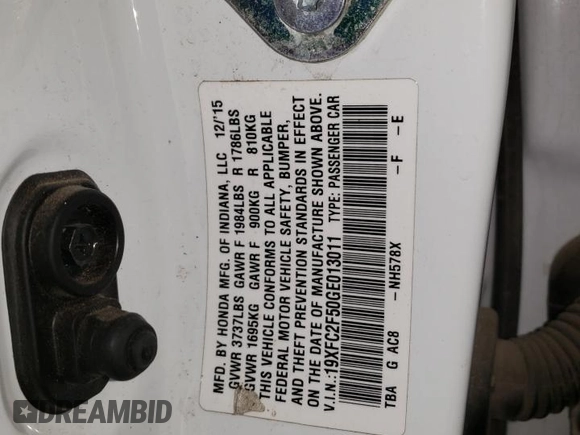 MFD. BY HONDA MFG. OF INDIANA, LLC 12/'15
GVWR 3737LBS GAWR F 1984LBS R 1786LBS
GVWR 1695KG GAWR F 900KG R 810KG
THIS VEHICLE CONFORMS TO ALL APPLICABLE
FEDERAL MOTOR VEHICLE SAFETY, BUMPER,
AND THEFT PREVENTION STANDARDS IN EFFECT
ON THE DATE OF MANUFACTURE SHOWN ABOVE.
V.I.N.: 19XFC2F50GE013011 TYPE: PASSENGER CAR
TBA G AC8 -NH578X -F -E
DREAMBID